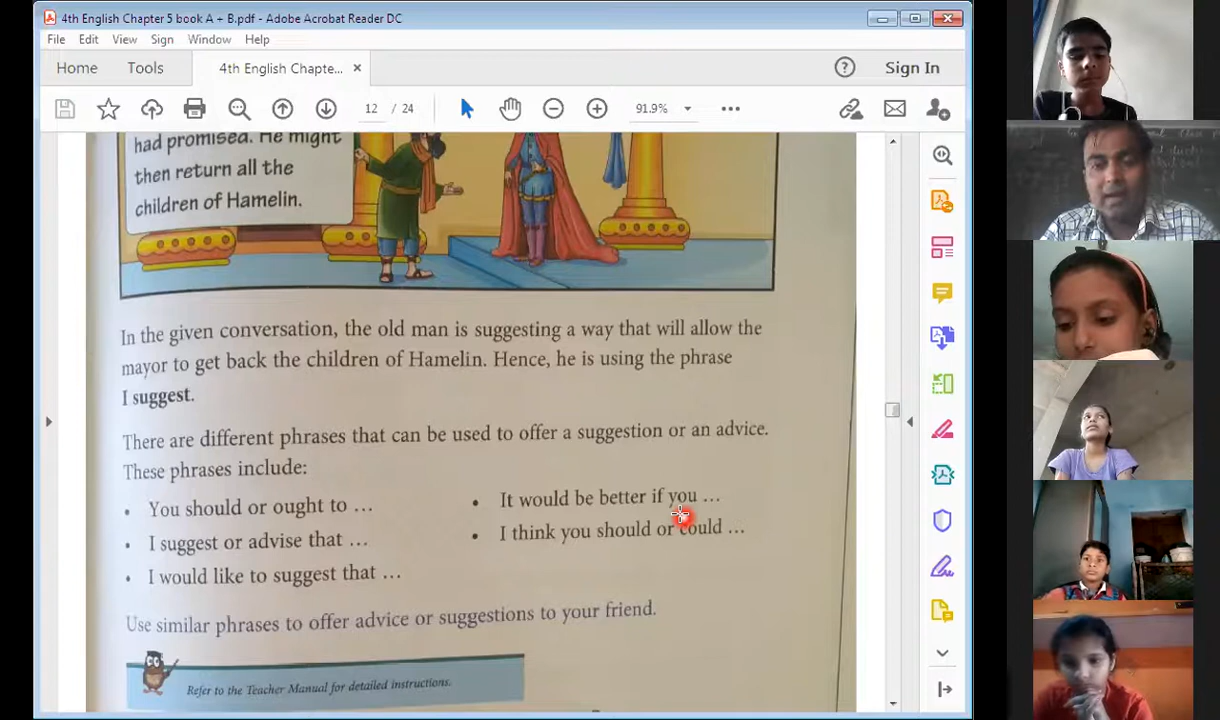 4th English Chapter 5 book A + B.pdf - Adobe Acrobat Reader DC
File Edit View Sign Window Help
Home Tools 4th English Chapte... × Sign In
12 / 24 91.9%
had promised. He might
then return all the
children of Hamelin.
In the given conversation, the old man is suggesting a way that will allow the
mayor to get back the children of Hamelin. Hence, he is using the phrase
I suggest.
There are different phrases that can be used to offer a suggestion or an advice.
These phrases include:
• You should or ought to ...
• I suggest or advise that ...
• I would like to suggest that ...
• It would be better if you ...
• I think you should or could ...
Use similar phrases to offer advice or suggestions to your friend.
Refer to the Teacher Manual for detailed instructions.